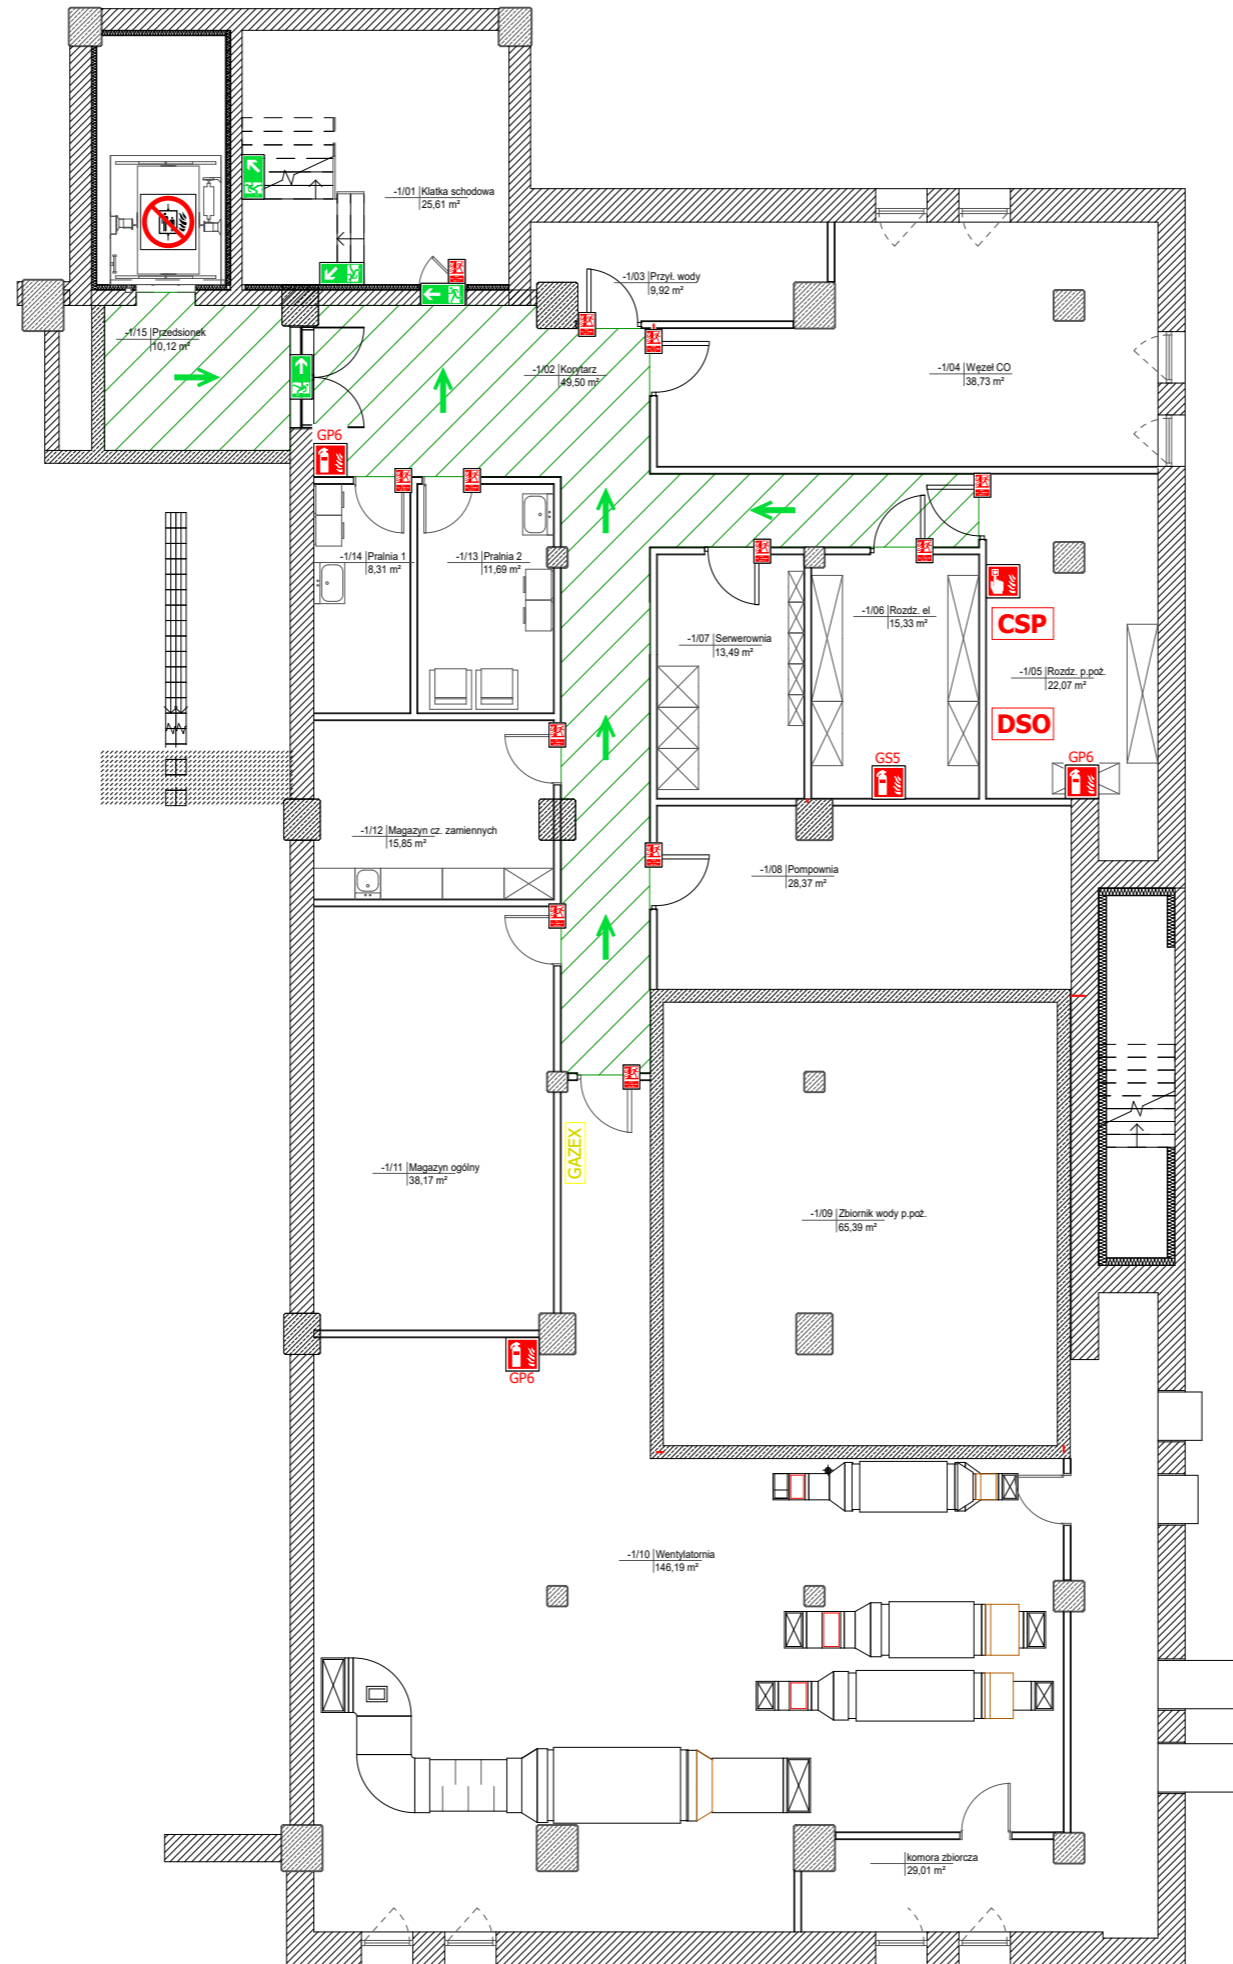 -1/01 Klatka schodowa
25,61 m²
-1/03 Przył. wody
9,92 m²
-1/15 Przedsionek
10,12 m²
-1/02 Korytarz
49,50 m²
-1/04 Węzeł CO
38,73 m²
GP6
-1/14 Pralnia 1
8,31 m²
-1/13 Pralnia 2
11,69 m²
-1/07 Serwerownia
13,49 m²
-1/06 Rozdz. el
15,33 m²
CSP
-1/05 Rozdz. p.poż.
22,07 m²
DSO
GS5
GP6
-1/12 Magazyn cz. zamiennych
15,85 m²
-1/08 Pompownia
28,37 m²
GAZEX
-1/11 Magazyn ogólny
38,17 m²
-1/09 Zbiornik wody p.poż.
65,39 m²
GP6
-1/10 Wentylatornia
146,19 m²
komora zbiorcza
29,01 m²